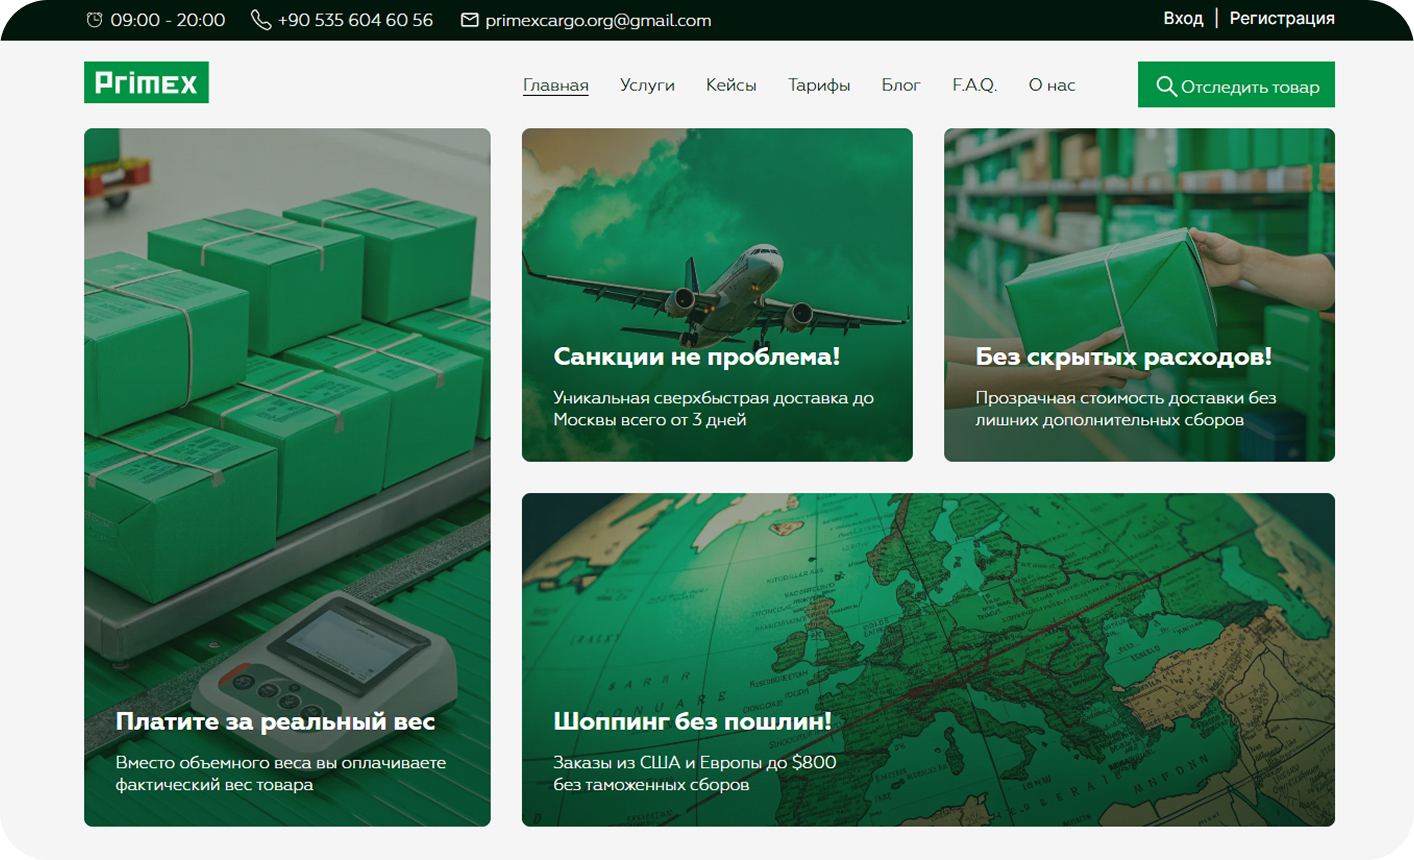 09:00 - 20:00
+90 535 604 60 56
primexcargo.org@gmail.com
Вход | Регистрация
Primex
Главная
Услуги
Кейсы
Тарифы
Блог
F.A.Q.
О нас
Отследить товар
Санкции не проблема!
Уникальная сверхбыстрая доставка до
Москвы всего от 3 дней
Без скрытых расходов!
Прозрачная стоимость доставки без
лишних дополнительных сборов
Платите за реальный вес
Вместо объемного веса вы оплачиваете
фактический вес товара
Шоппинг без пошлин!
Заказы из США и Европы до $800
без таможенных сборов